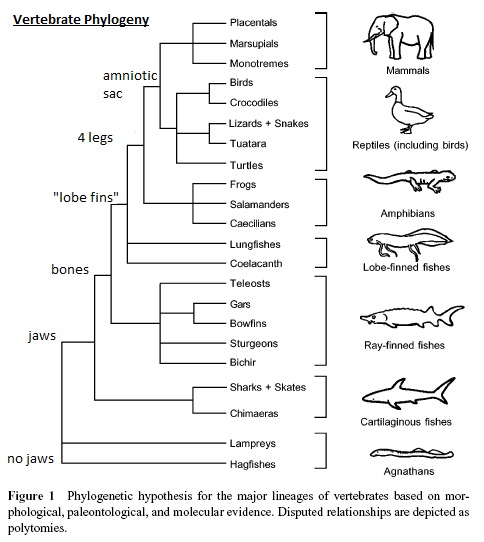 Vertebrate Phylogeny
Placentals
Marsupials
Monotremes
Mammals
amniotic
sac
Birds
Crocodiles
Lizards + Snakes
Tuatara
Turtles
Reptiles (including birds)
4 legs
Frogs
Salamanders
Caecilians
Amphibians
"lobe fins"
Lungfishes
Coelacanth
Lobe-finned fishes
bones
Teleosts
Gars
Bowfins
Sturgeons
Bichir
Ray-finned fishes
jaws
Sharks + Skates
Chimaeras
Cartilaginous fishes
no jaws
Lampreys
Hagfishes
Agnathans
Figure 1 Phylogenetic hypothesis for the major lineages of vertebrates based on mor-
phological, paleontological, and molecular evidence. Disputed relationships are depicted as
polytomies.